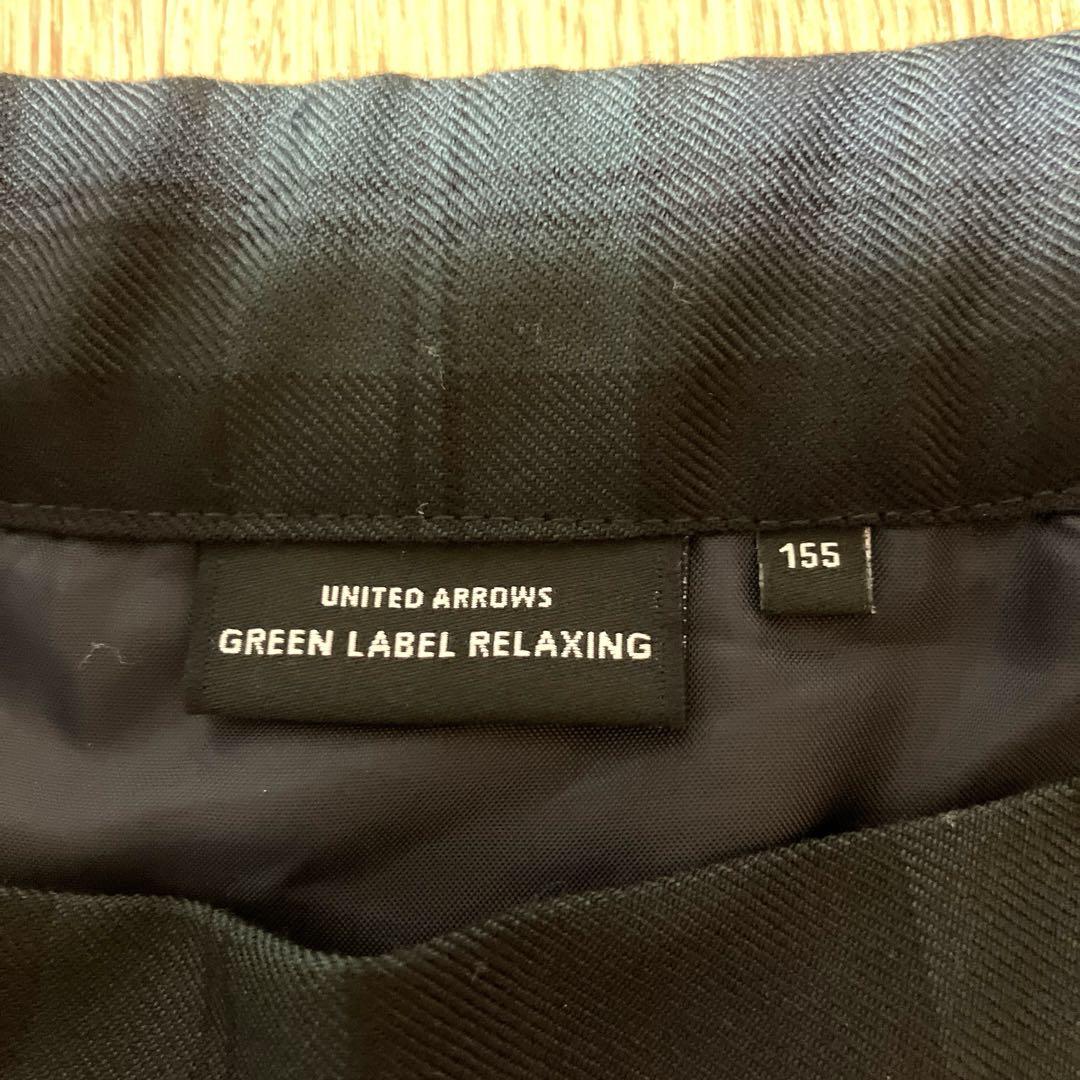 UNITED ARROWS
GREEN LABEL RELAXING
155